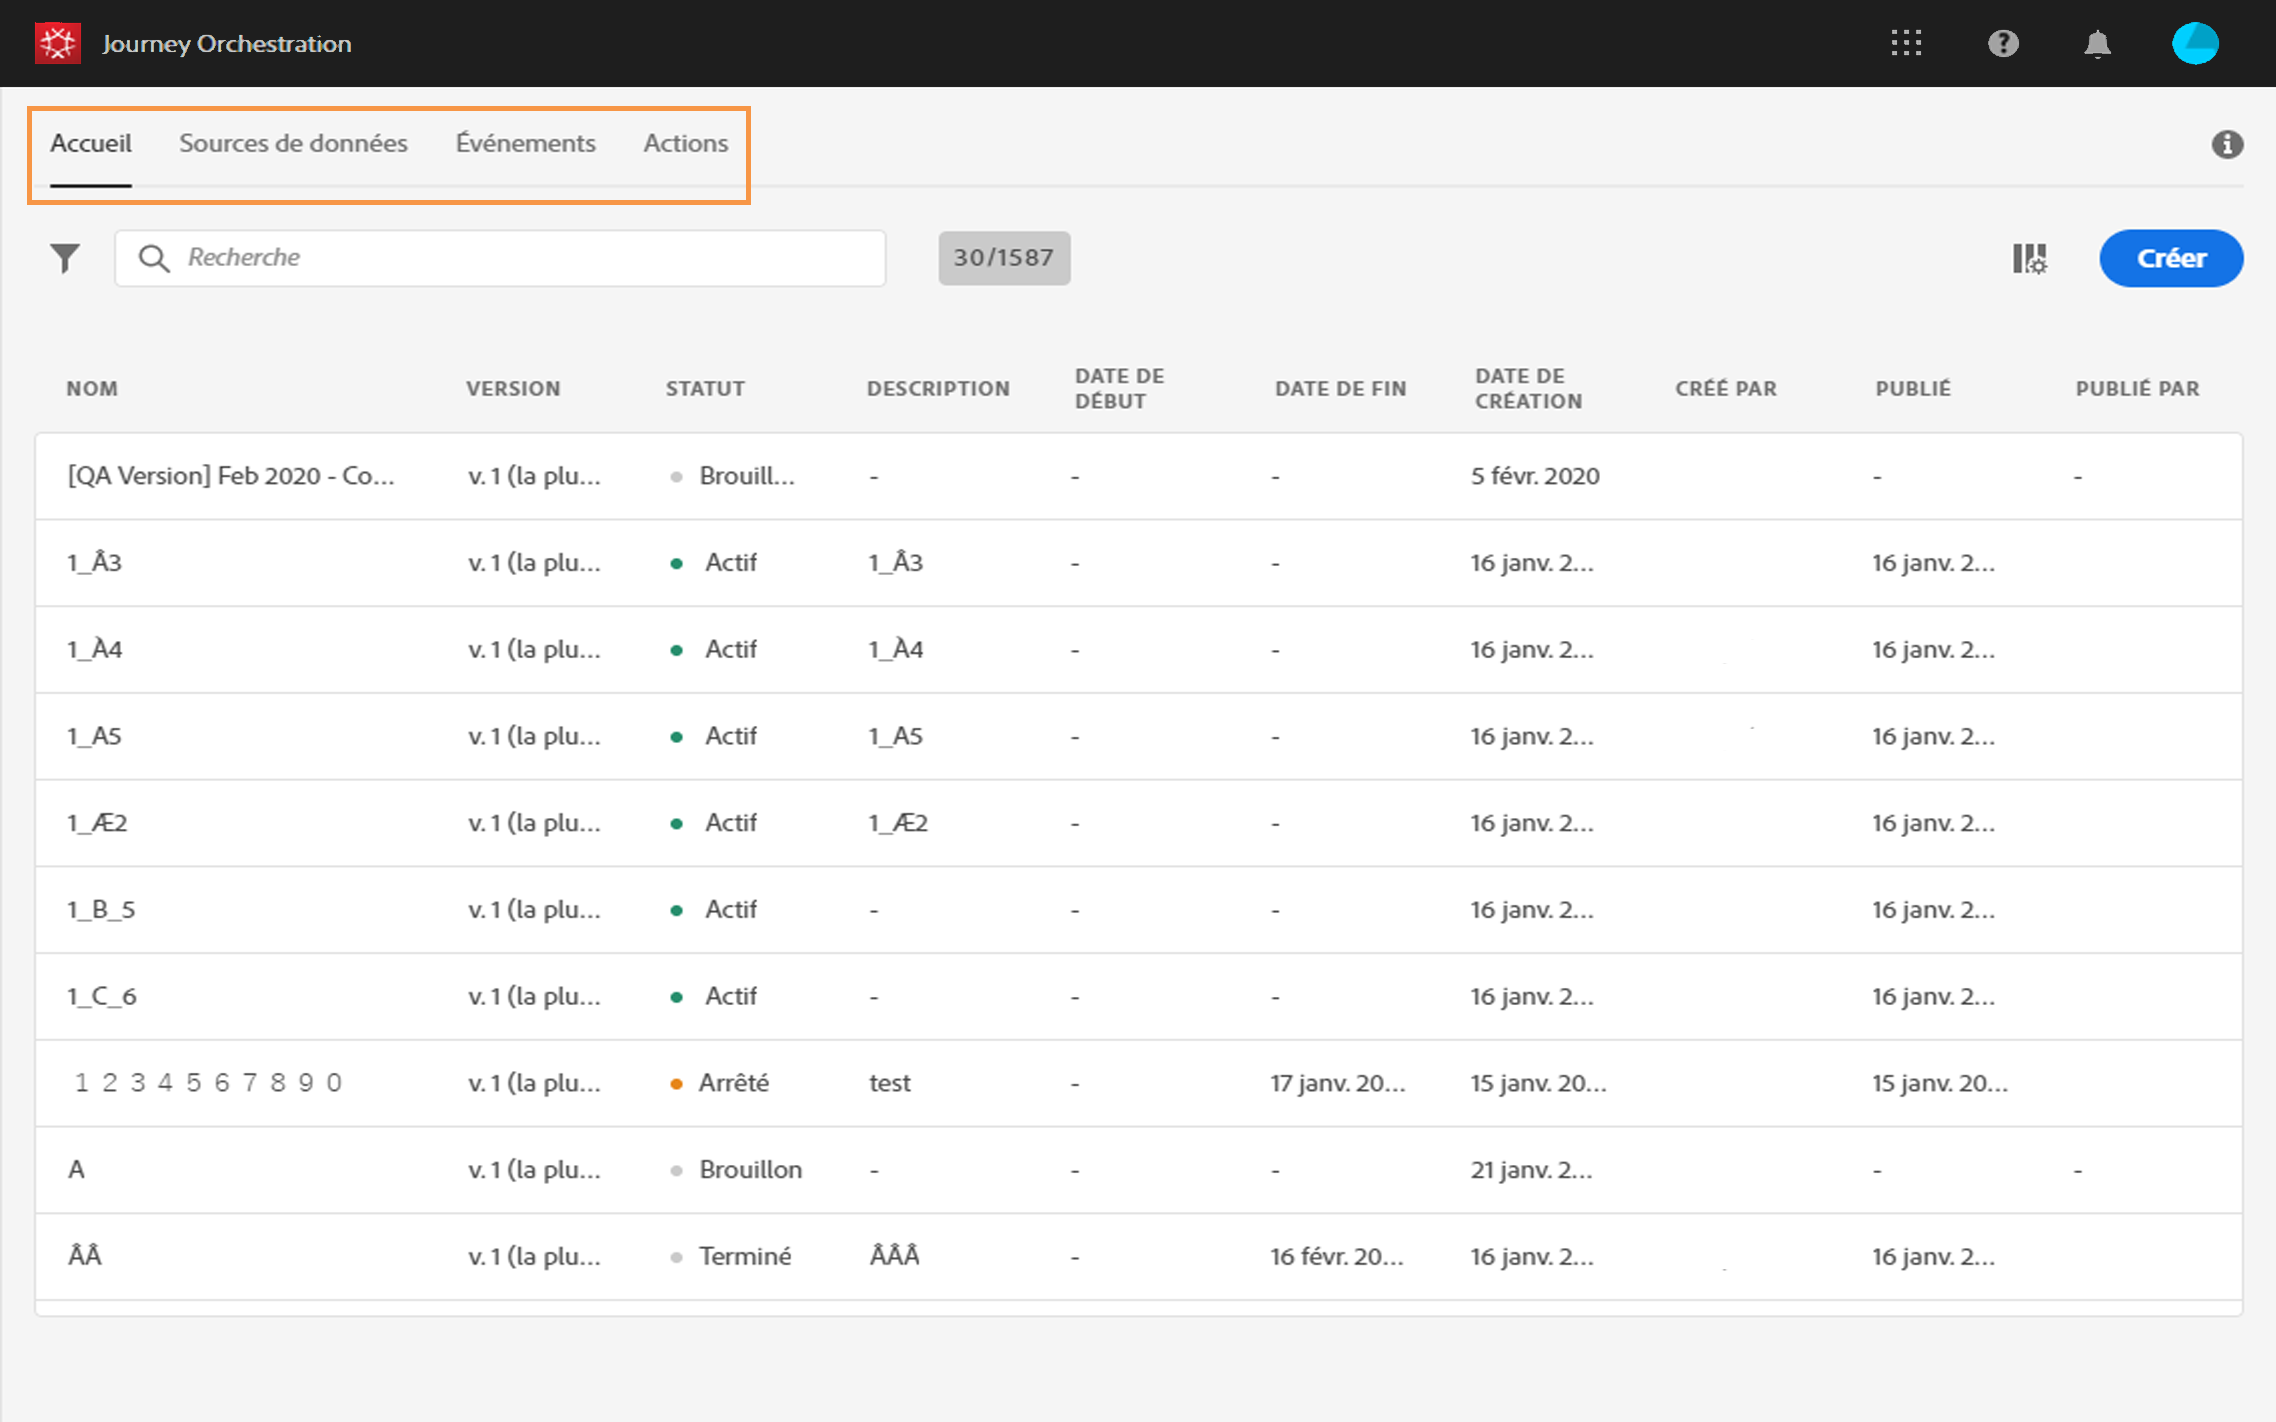 Journey Orchestration
Accueil Sources de données Événements Actions
Recherche 30/1587 Créer
NOM VERSION STATUT DESCRIPTION DATE DE DÉBUT DATE DE FIN DATE DE CRÉATION CRÉÉ PAR PUBLIÉ PUBLIÉ PAR
[QA Version] Feb 2020 - Co... v. 1 (la plu... Brouill... - - - 5 févr. 2020 - -
1_Â3 v. 1 (la plu... Actif 1_Â3 - - 16 janv. 2... 16 janv. 2...
1_À4 v. 1 (la plu... Actif 1_À4 - - 16 janv. 2... 16 janv. 2...
1_A5 v. 1 (la plu... Actif 1_A5 - - 16 janv. 2... 16 janv. 2...
1_Æ2 v. 1 (la plu... Actif 1_Æ2 - - 16 janv. 2... 16 janv. 2...
1_B_5 v. 1 (la plu... Actif - - - 16 janv. 2... 16 janv. 2...
1_C_6 v. 1 (la plu... Actif - - - 16 janv. 2... 16 janv. 2...
1 2 3 4 5 6 7 8 9 0 v. 1 (la plu... Arrêté test - 17 janv. 20... 15 janv. 20... 15 janv. 20...
A v. 1 (la plu... Brouillon - - - 21 janv. 2... - -
ÂÂ v. 1 (la plu... Terminé ÂÂÂ - 16 févr. 20... 16 janv. 2... 16 janv. 2...